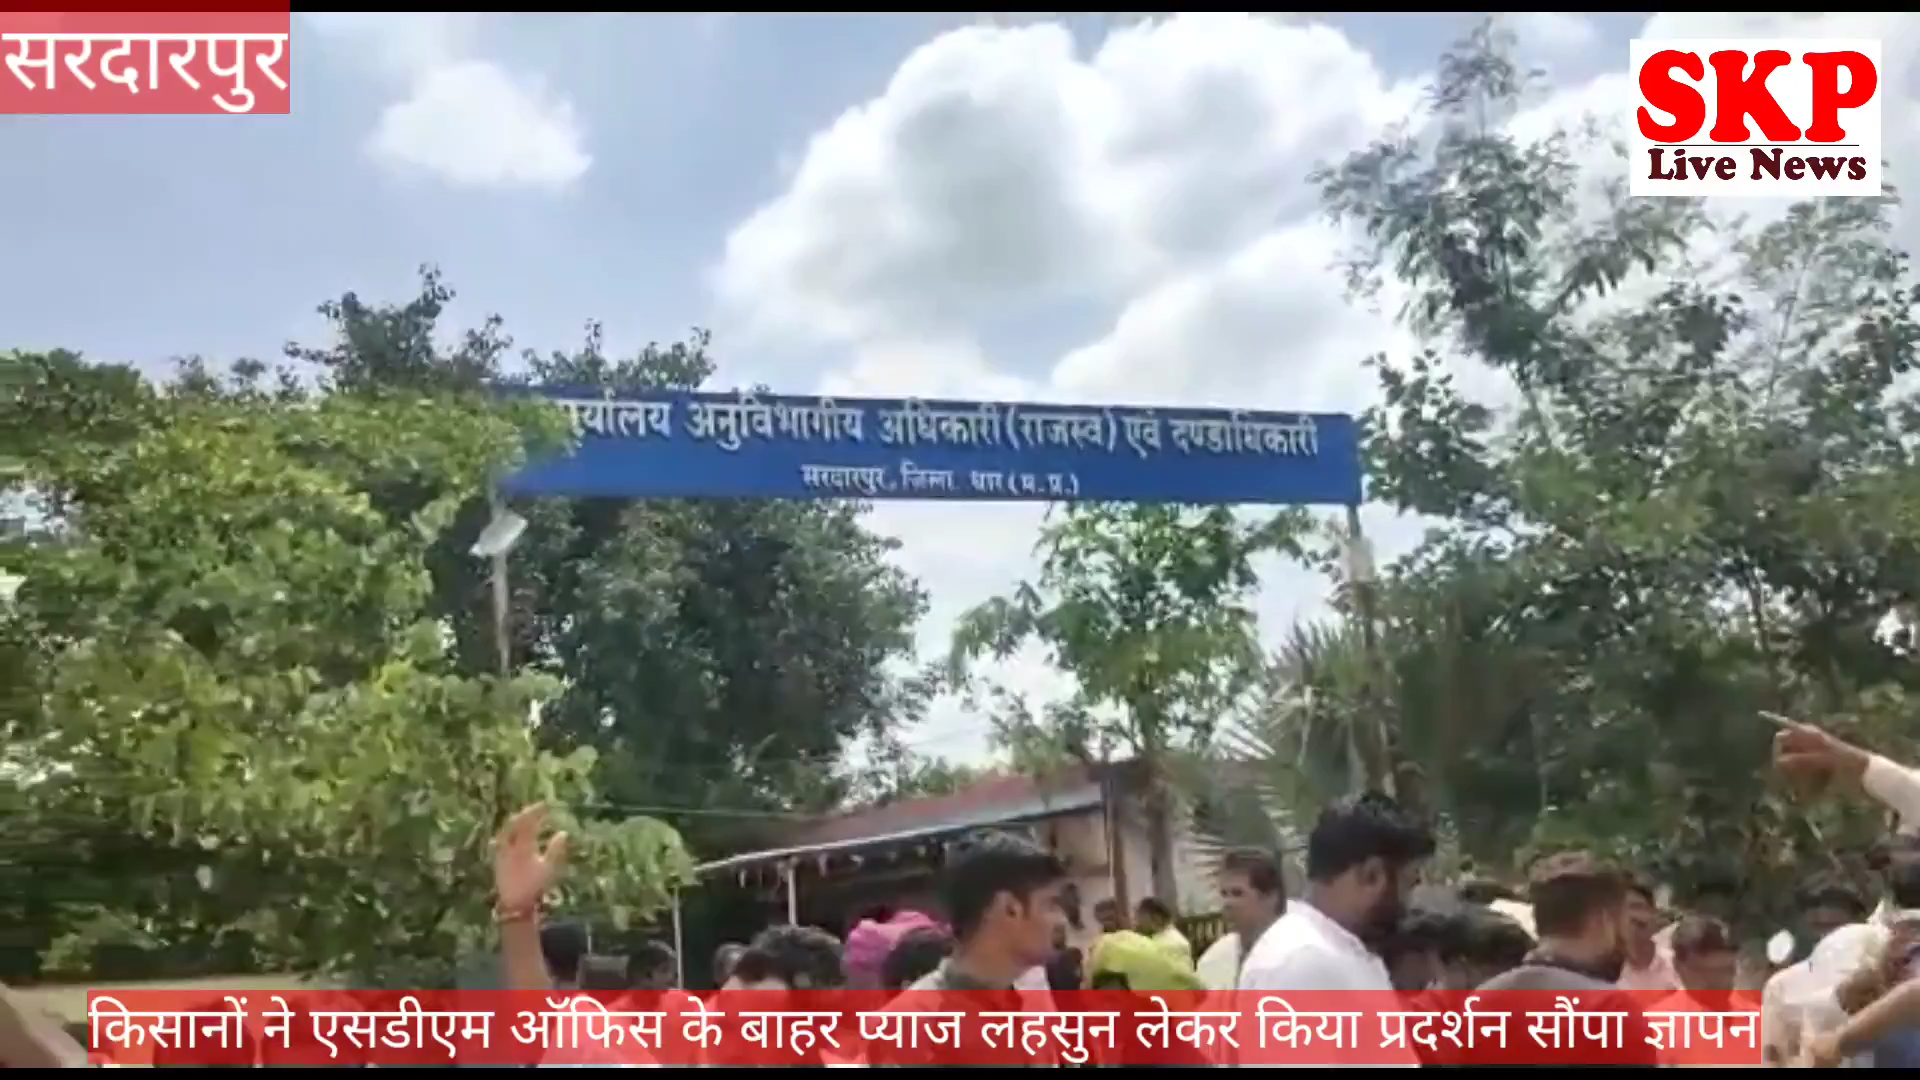 सरदारपुर
SKP
Live News
अनुविभागीय अधिकारी (राजस्व) एवं दण्डाधिकारी
सरदारपुर, जिला धार (म.प्र.)
किसानों ने एसडीएम ऑफिस के बाहर प्याज लहसुन लेकर किया प्रदर्शन सौंपा ज्ञापन